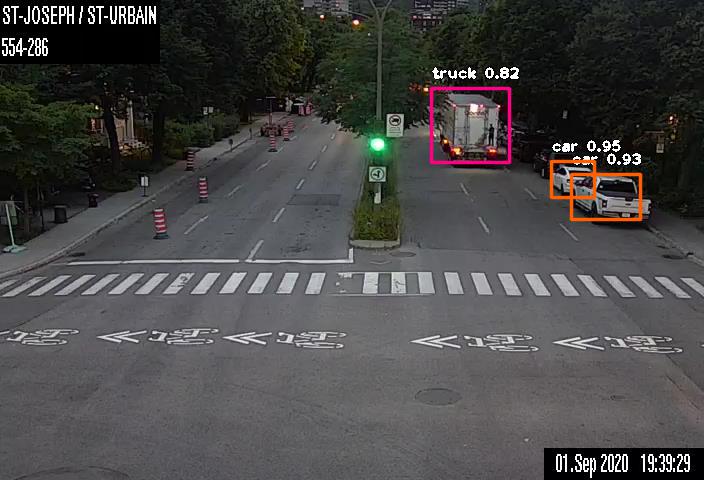 ST-JOSEPH / ST-URBAIN
554-286
truck 0.82
car 0.95
car 0.93
01.Sep 2020 19:39:29